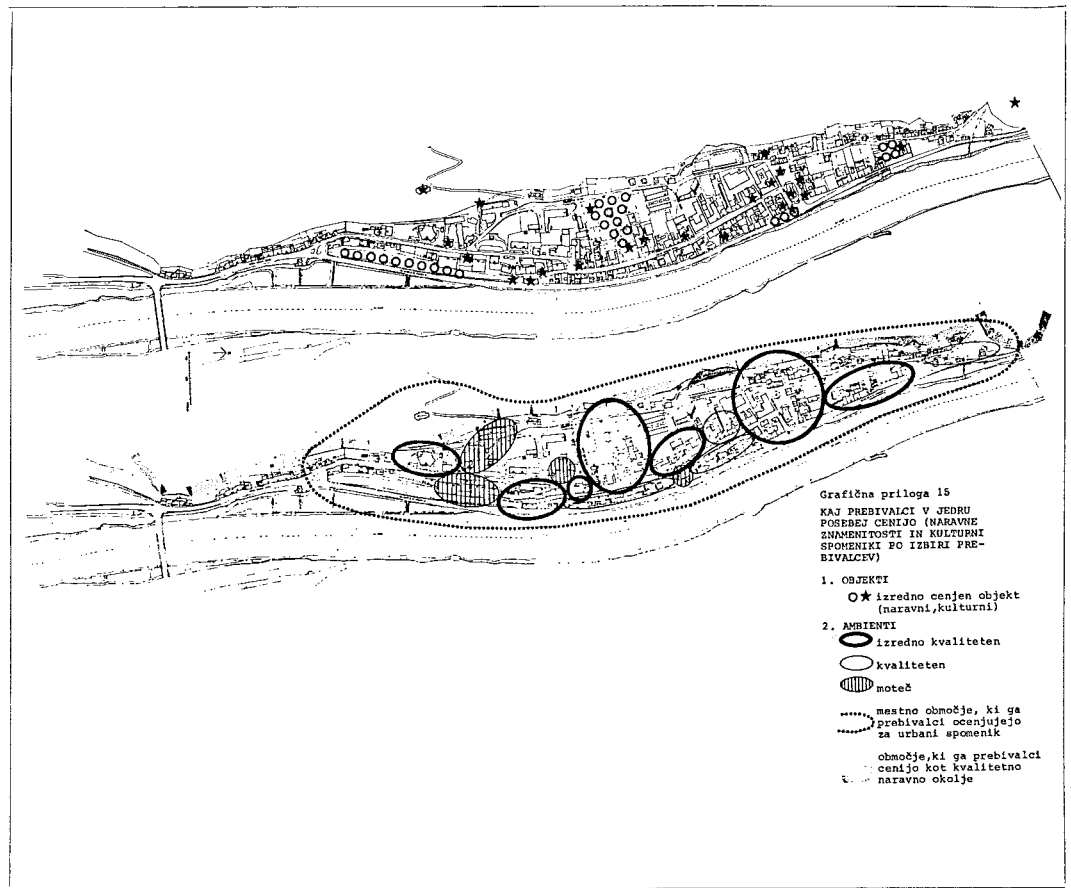 Grafična priloga 15
KAJ PREBIVALCI V JEDRU
POSEBEJ CENIJO (NARAVNE
ZNAMENITOSTI IN KULTURNI
SPOMENIKI PO IZBIRI PRE-
BIVALCEV)
1. OBJEKTI
izredno cenjen objekt
(naravni,kulturni)
2. AMBIENTI
izredno kvaliteten
kvaliteten
moteč
mestno območje, ki ga
prebivalci ocenjujejo
za urbani spomenik
območje,ki ga prebivalci
cenijo kot kvalitetno
naravno okolje